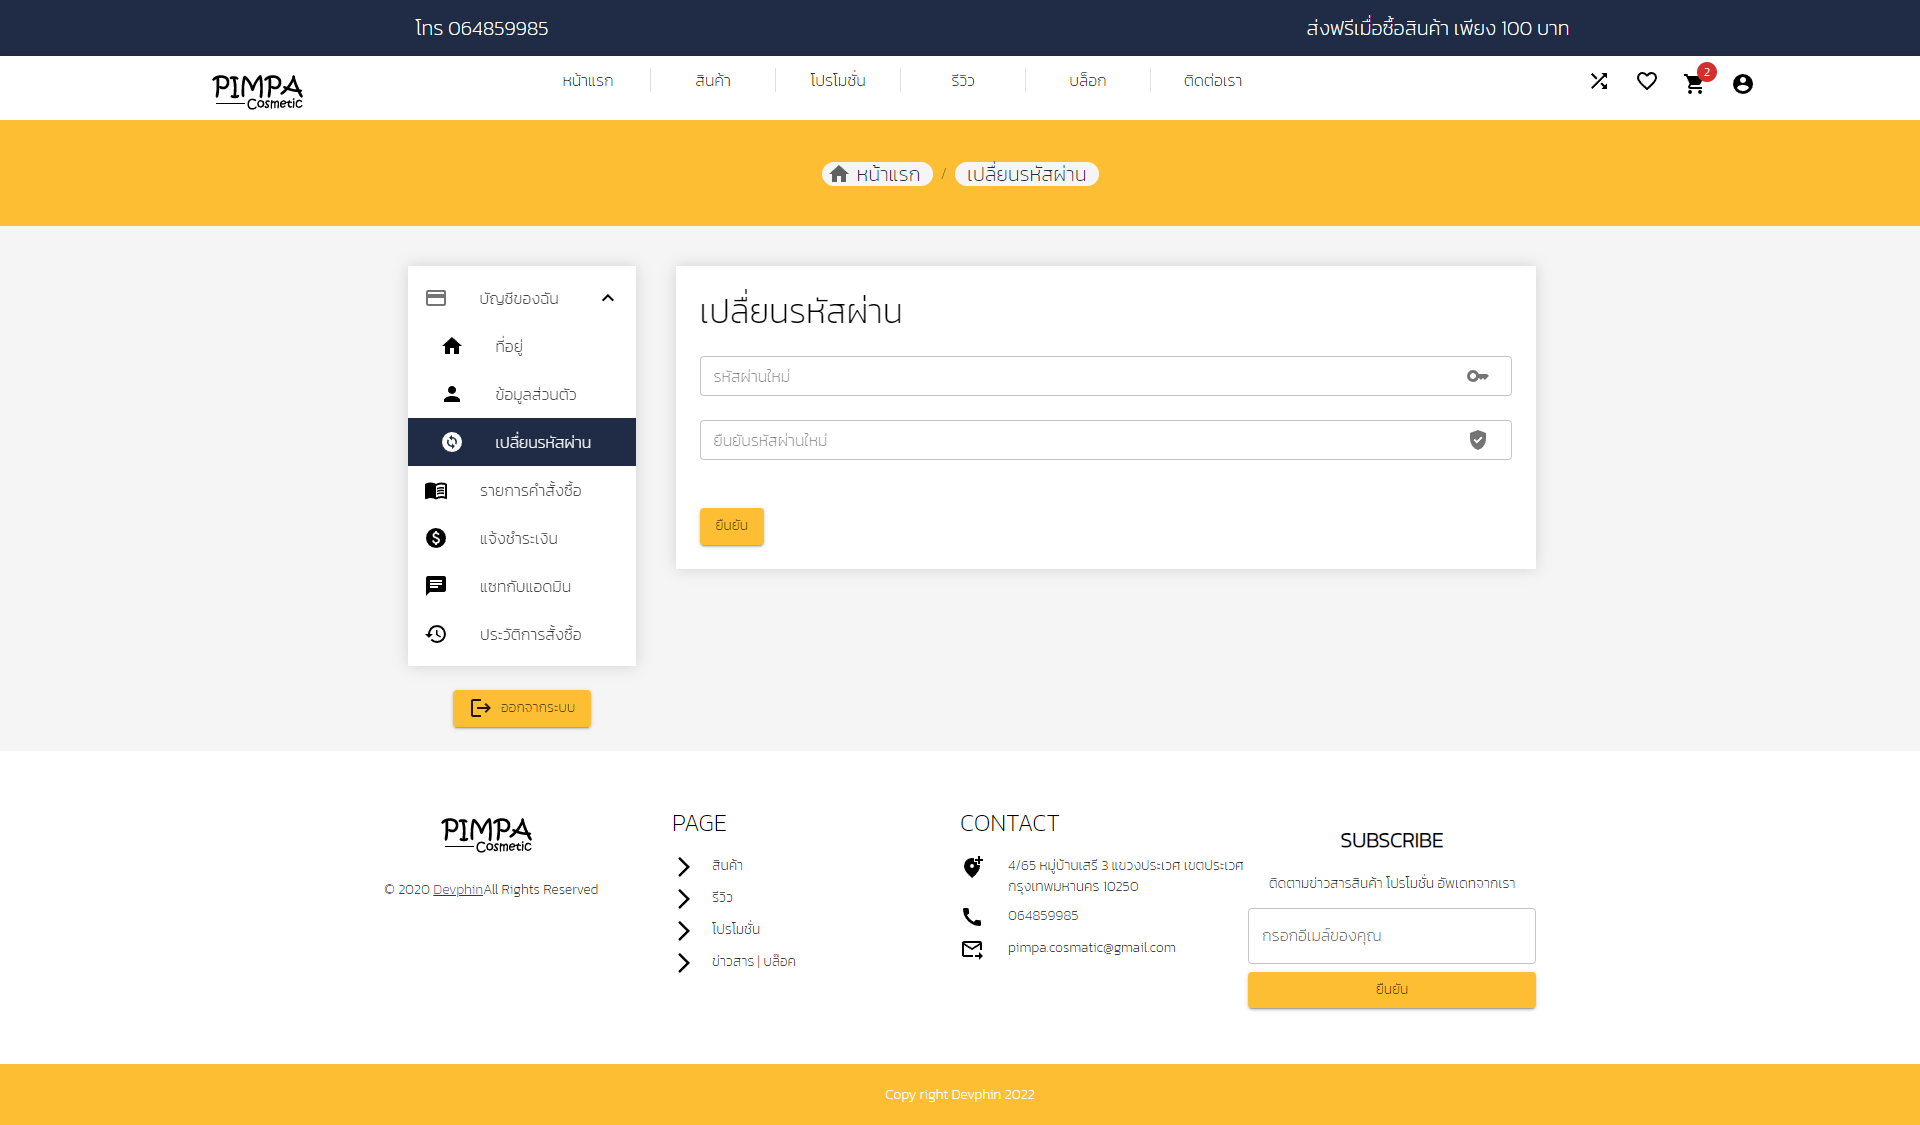 โทร 064859985
ส่งฟรีเมื่อซื้อสินค้า เพียง 100 บาท
PIMPA
Cosmetic
หน้าแรก
สินค้า
โปรโมชั่น
รีวิว
บล็อก
ติดต่อเรา
2
หน้าแรก / เปลี่ยนรหัสผ่าน
บัญชีของฉัน
ที่อยู่
ข้อมูลส่วนตัว
เปลี่ยนรหัสผ่าน
รายการคำสั่งซื้อ
แจ้งชำระเงิน
แชทกับแอดมิน
ประวัติการสั่งซื้อ
ออกจากระบบ
เปลี่ยนรหัสผ่าน
รหัสผ่านใหม่
ยืนยันรหัสผ่านใหม่
ยืนยัน
PIMPA
Cosmetic
© 2020 DevphinAll Rights Reserved
PAGE
สินค้า
รีวิว
โปรโมชั่น
ข่าวสาร | บล๊อค
CONTACT
4/65 หมู่บ้านเสรี 3 แขวงประเวศ เขตประเวศ
กรุงเทพมหานคร 10250
064859985
pimpa.cosmatic@gmail.com
SUBSCRIBE
ติดตามข่าวสารสินค้า โปรโมชั่น อัพเดทจากเรา
กรอกอีเมล์ของคุณ
ยืนยัน
Copy right Devphin 2022